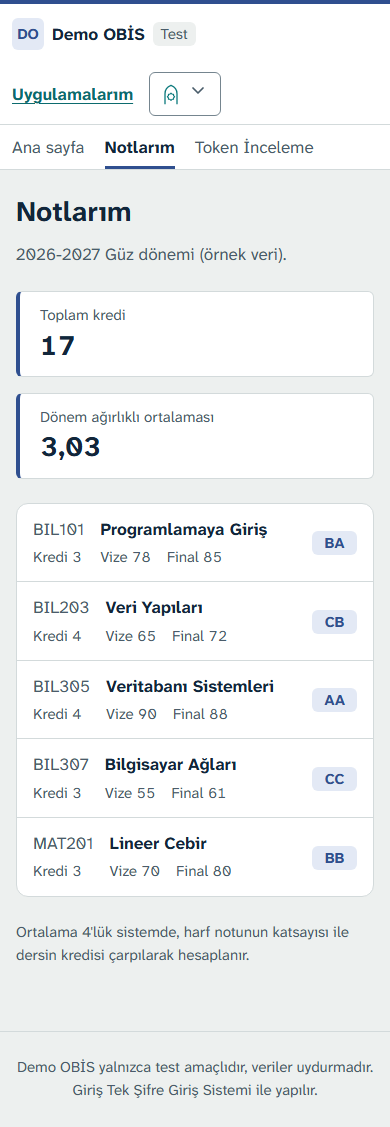 DO Demo OBİS Test
Uygulamalarım
Ana sayfa Notlarım Token İnceleme
Notlarım
2026-2027 Güz dönemi (örnek veri).
Toplam kredi
17
Dönem ağırlıklı ortalaması
3,03
BIL101 Programlamaya Giriş
Kredi 3 Vize 78 Final 85
BA
BIL203 Veri Yapıları
Kredi 4 Vize 65 Final 72
CB
BIL305 Veritabanı Sistemleri
Kredi 4 Vize 90 Final 88
AA
BIL307 Bilgisayar Ağları
Kredi 3 Vize 55 Final 61
CC
MAT201 Lineer Cebir
Kredi 3 Vize 70 Final 80
BB
Ortalama 4'lük sistemde, harf notunun katsayısı ile
dersin kredisi çarpılarak hesaplanır.
Demo OBİS yalnızca test amaçlıdır, veriler uydurmadır.
Giriş Tek Şifre Giriş Sistemi ile yapılır.